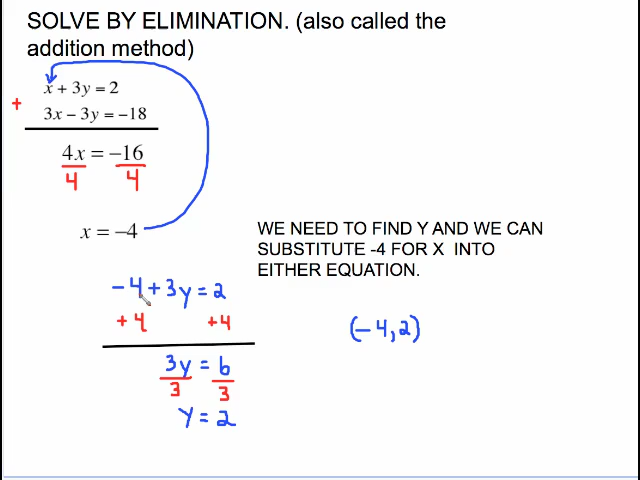 SOLVE BY ELIMINATION. (also called the
addition method)
x + 3y = 2
+ 3x − 3y = −18
4x = −16
4 4
x = −4
WE NEED TO FIND Y AND WE CAN
SUBSTITUTE -4 FOR X INTO
EITHER EQUATION.
-4 + 3y = 2
+4 +4
(-4, 2)
3y = 6
3 3
y = 2